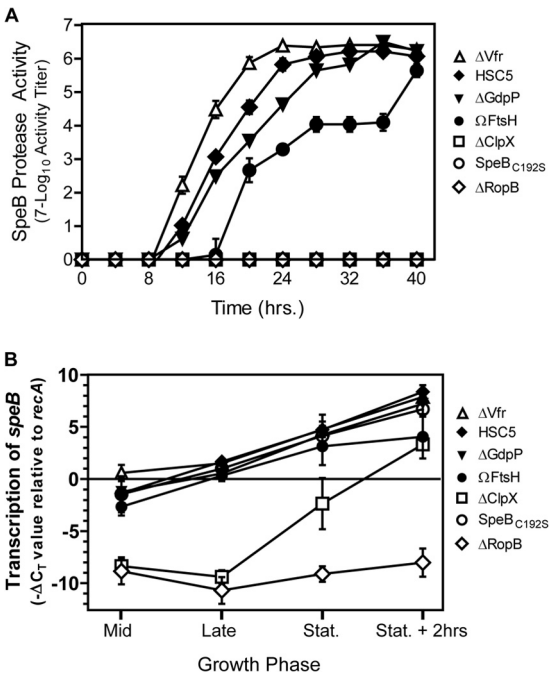 A
SpeB Protease Activity
(7-Log10 Activity Titer)
7
6
5
4
3
2
1
0
0 8 16 24 32 40
Time (hrs.)
ΔVfr
HSC5
ΔGdpP
ΩFtsH
ΔClpX
SpeBC192S
ΔRopB
B
Transcription of speB
(-ΔCT value relative to recA)
10
5
0
-5
-10
Mid Late Stat. Stat. + 2hrs
Growth Phase
ΔVfr
HSC5
ΔGdpP
ΩFtsH
ΔClpX
SpeBC192S
ΔRopB